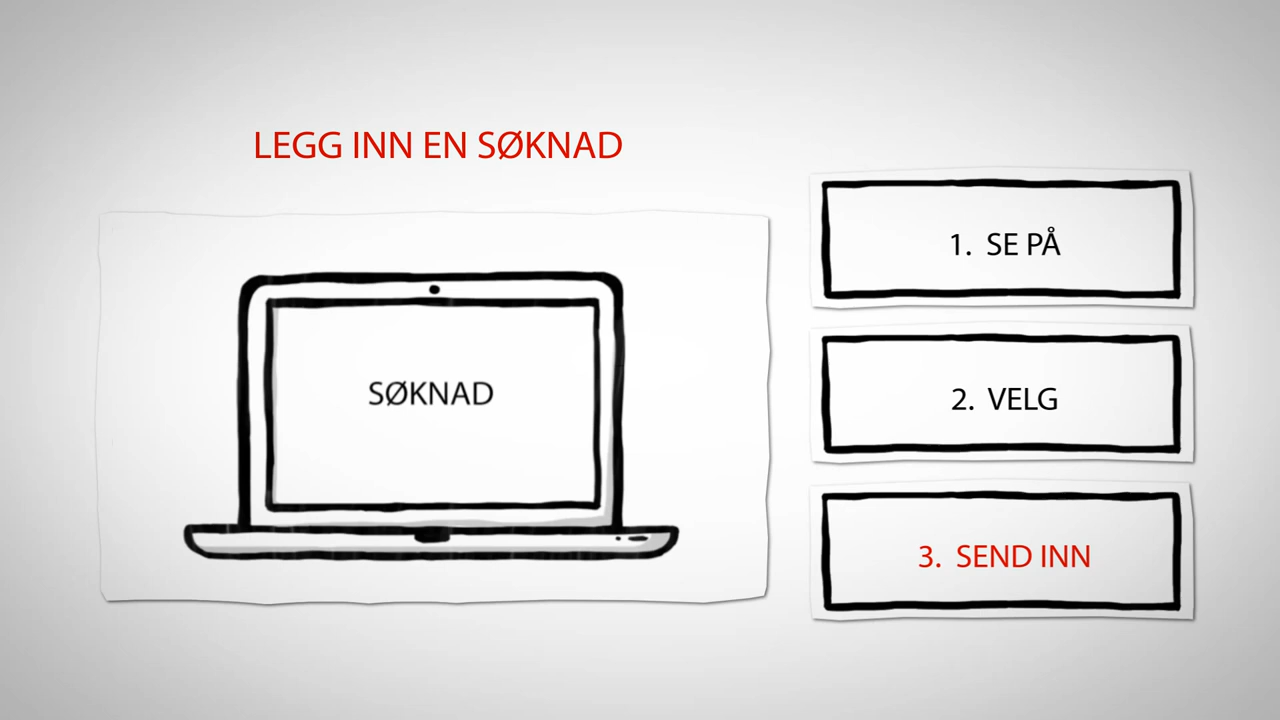 LEGG INN EN SØKNAD
SØKNAD
1. SE PÅ
2. VELG
3. SEND INN